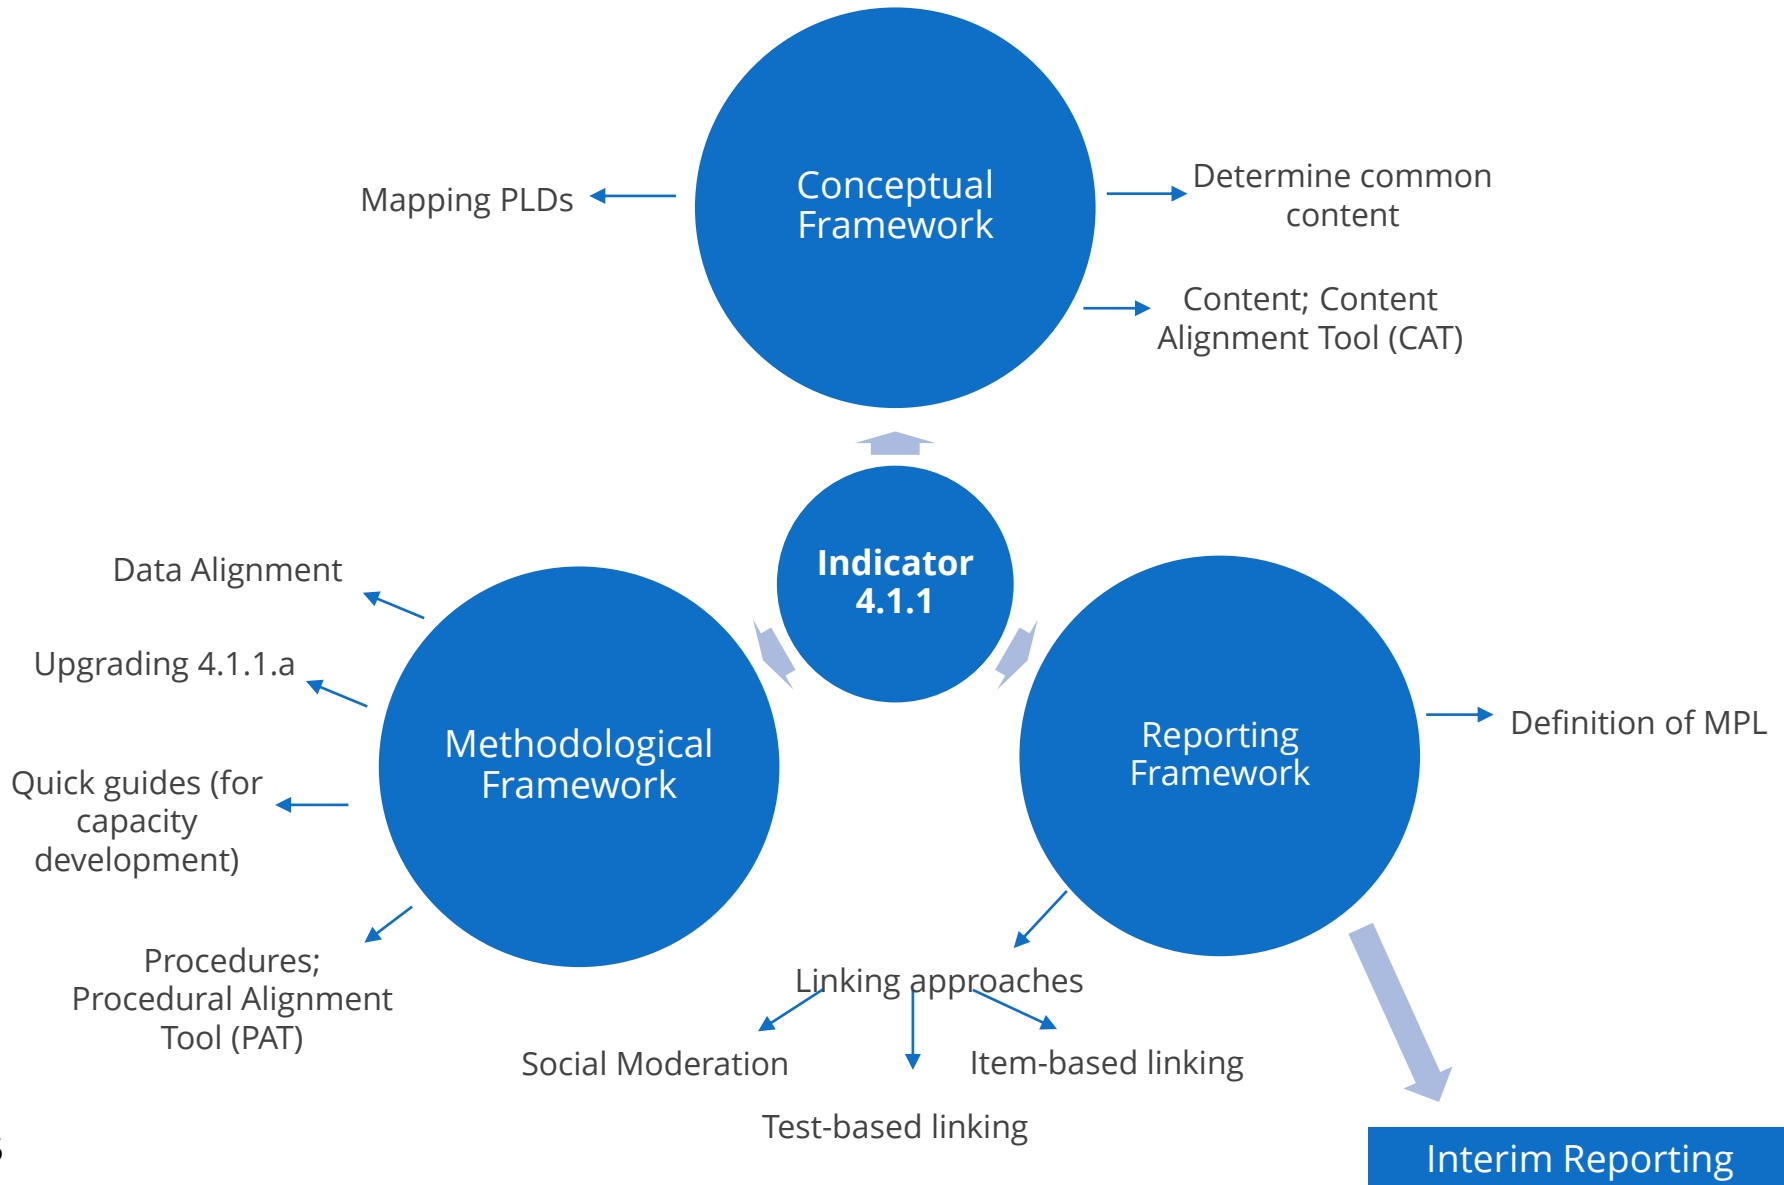 Conceptual
Framework
Mapping PLDs
Determine common
content
Content; Content
Alignment Tool (CAT)
Indicator
4.1.1
Data Alignment
Upgrading 4.1.1.a
Quick guides (for
capacity
development)
Procedures;
Procedural Alignment
Tool (PAT)
Methodological
Framework
Reporting
Framework
Definition of MPL
Linking approaches
Social Moderation
Item-based linking
Test-based linking
Interim Reporting